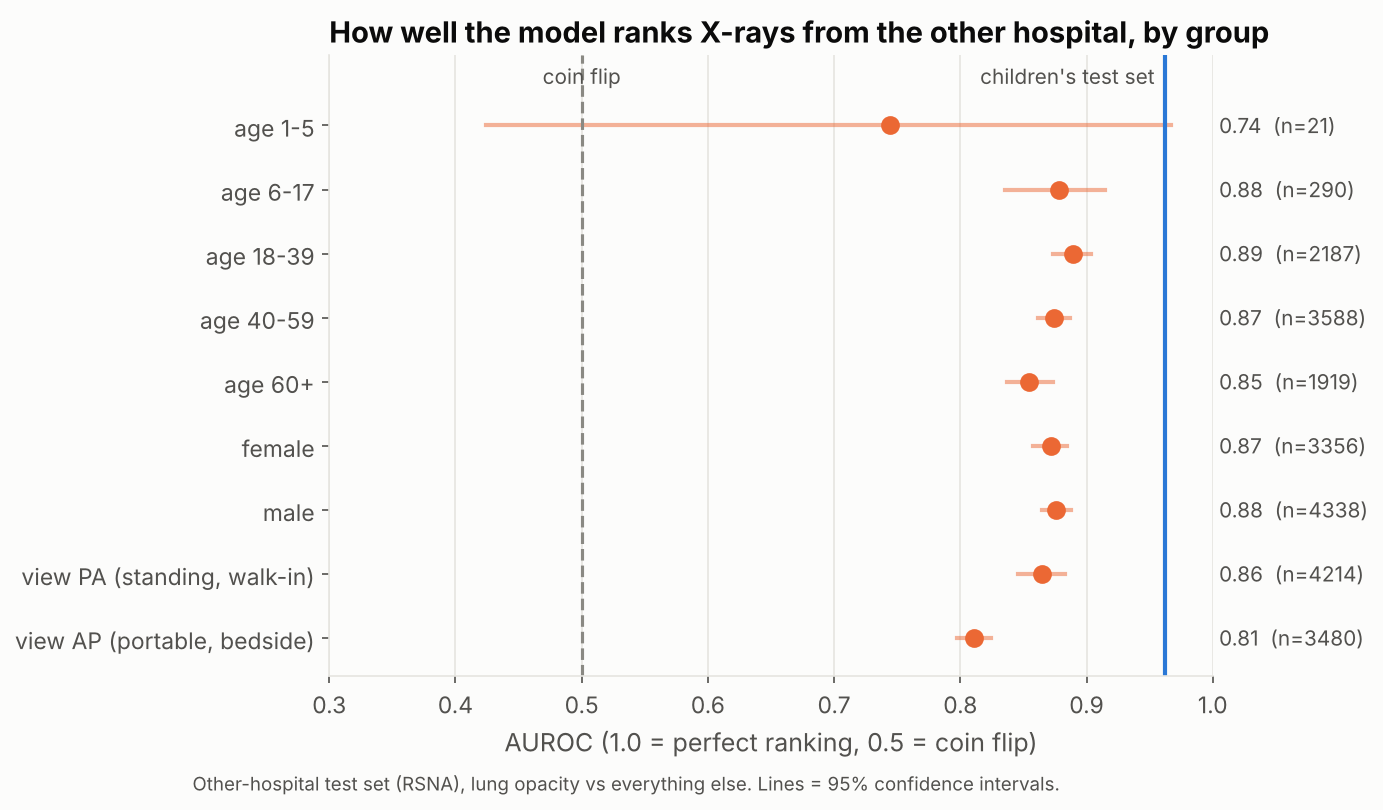 How well the model ranks X-rays from the other hospital, by group
coin flip
children's test set
age 1-5
0.74 (n=21)
age 6-17
0.88 (n=290)
age 18-39
0.89 (n=2187)
age 40-59
0.87 (n=3588)
age 60+
0.85 (n=1919)
female
0.87 (n=3356)
male
0.88 (n=4338)
view PA (standing, walk-in)
0.86 (n=4214)
view AP (portable, bedside)
0.81 (n=3480)
0.3 0.4 0.5 0.6 0.7 0.8 0.9 1.0
AUROC (1.0 = perfect ranking, 0.5 = coin flip)
Other-hospital test set (RSNA), lung opacity vs everything else. Lines = 95% confidence intervals.